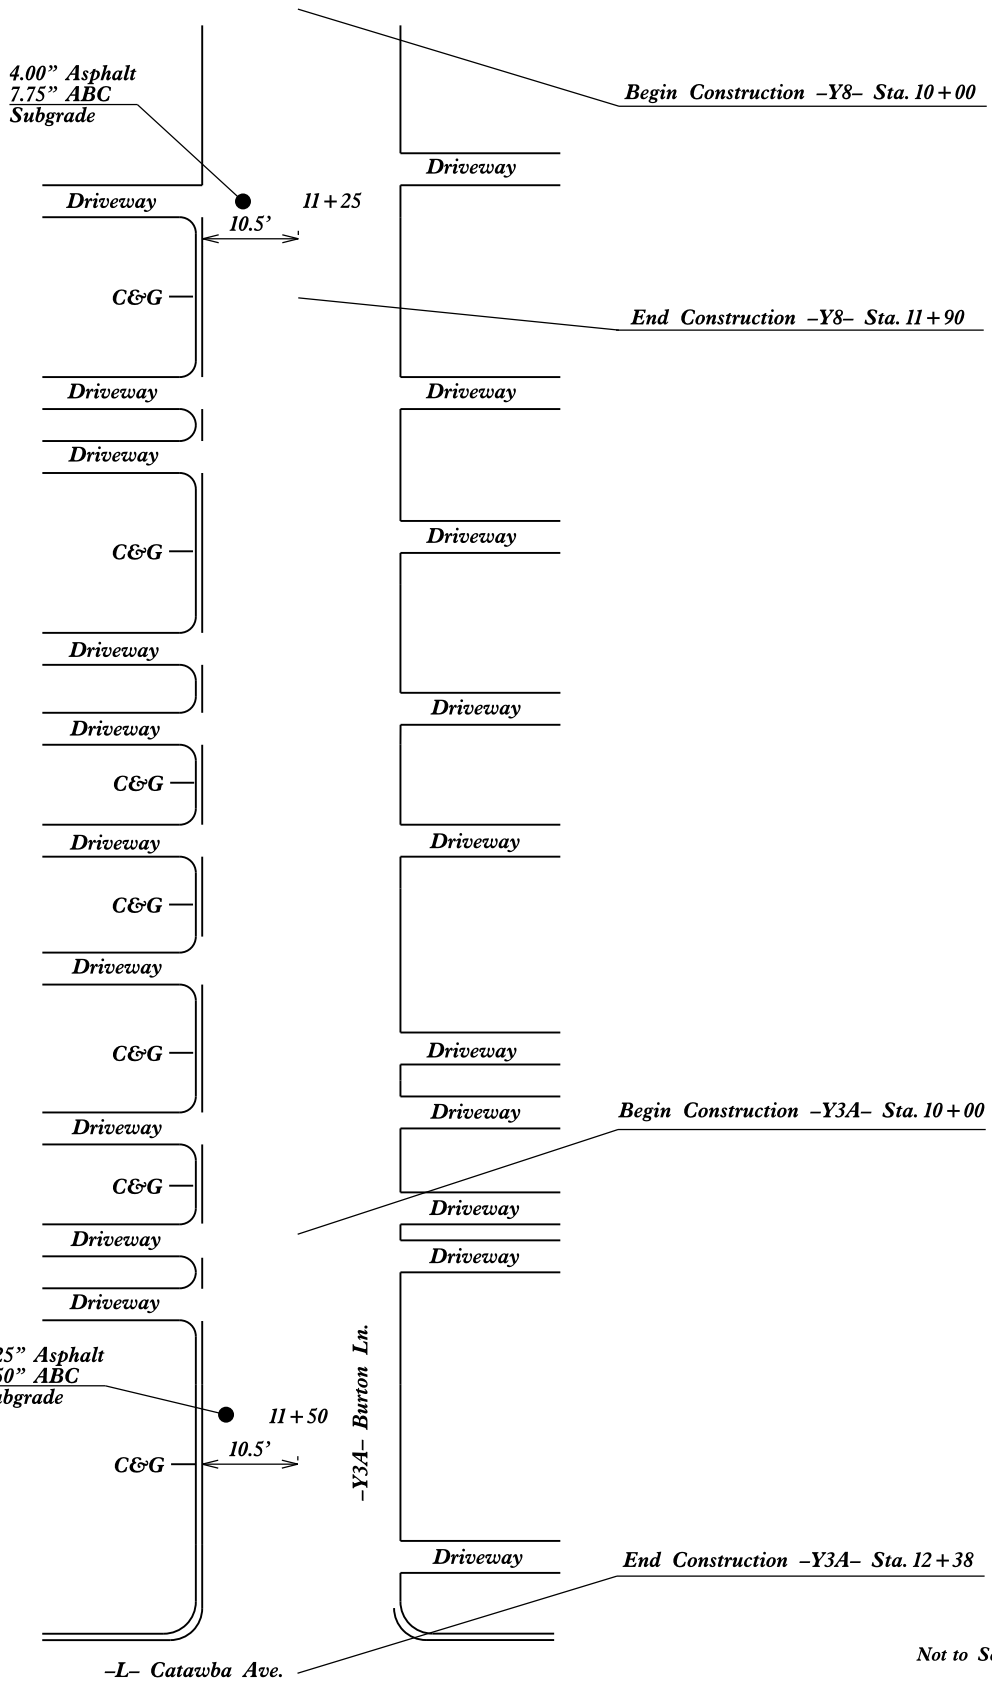 4.00” Asphalt
7.75” ABC
Subgrade
Begin Construction –Y8– Sta. 10+00
Driveway
Driveway
11+25
10.5’
C&G
End Construction –Y8– Sta. 11+90
Driveway
Driveway
Driveway
C&G
Driveway
Driveway
Driveway
Driveway
C&G
Driveway
Driveway
C&G
Driveway
C&G
Driveway
Begin Construction –Y3A– Sta. 10+00
Driveway
Driveway
C&G
Driveway
Driveway
Driveway
Driveway
–Y3A– Burton Ln.
25” Asphalt
50” ABC
bgrade
11+50
10.5’
C&G
Driveway
End Construction –Y3A– Sta. 12+38
–L– Catawba Ave.
Not to